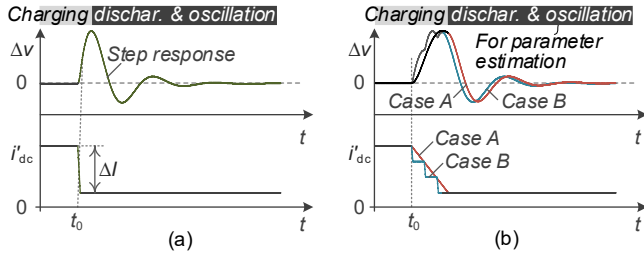 Charging dischar. & oscillation
Δv
Step response
0
t
i'dc
ΔI
0
t0
t
(a)
Charging dischar. & oscillation
Δv
For parameter
estimation
0
Case A
Case B
t
i'dc
Case A
Case B
0
t0
t
(b)